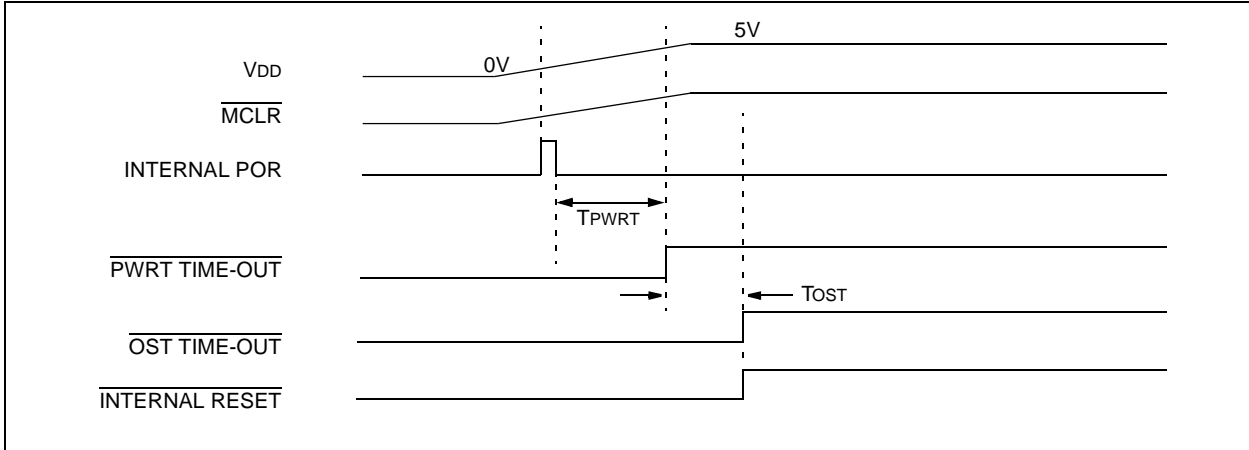 5V
VDD
0V
MCLR
INTERNAL POR
TPWRT
PWRT TIME-OUT
TOST
OST TIME-OUT
INTERNAL RESET